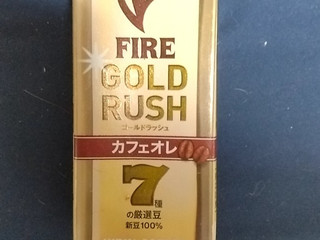 FIRE
GOLD
RUSH
ゴールドラッシュ
カフェオレ
7種
の厳選豆
新豆100%